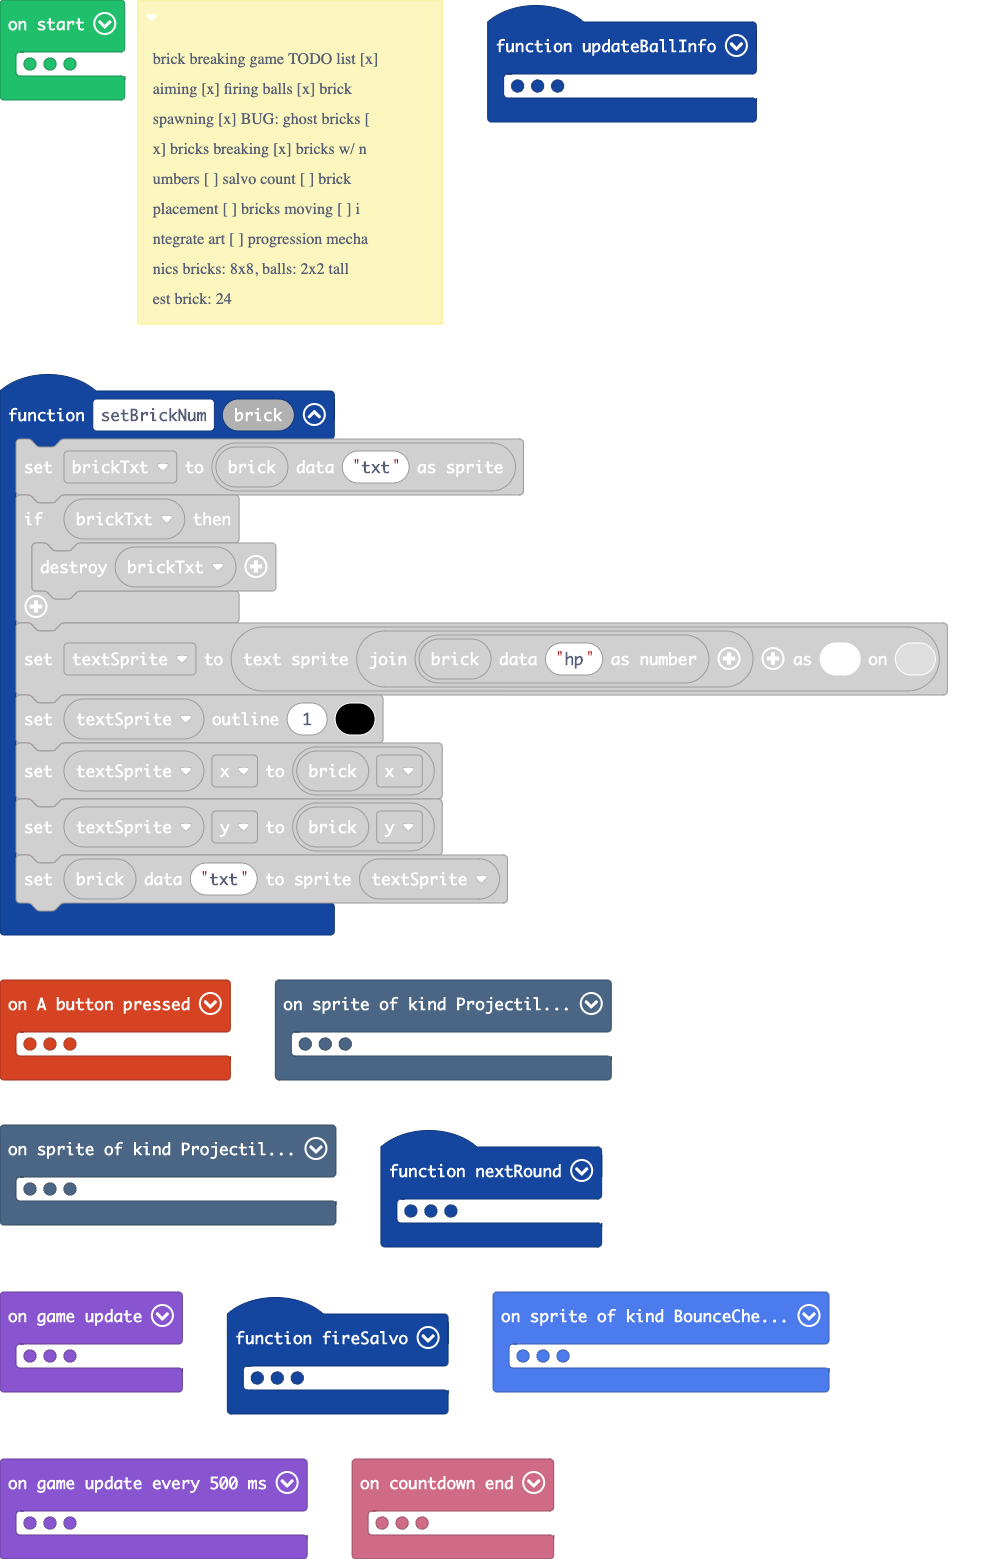 on start
brick breaking game TODO list [x]
aiming [x] firing balls [x] brick
spawning [x] BUG: ghost bricks [
x] bricks breaking [x] bricks w/ n
umbers [ ] salvo count [ ] brick
placement [ ] bricks moving [ ] i
ntegrate art [ ] progression mecha
nics bricks: 8x8, balls: 2x2 tall
est brick: 24
function updateBallInfo
function setBrickNum brick
set brickTxt to brick data "txt" as sprite
if brickTxt then
destroy brickTxt
set textSprite to text sprite join brick data "hp" as number as on
set textSprite outline 1
set textSprite x to brick x
set textSprite y to brick y
set brick data "txt" to sprite textSprite
on A button pressed
on sprite of kind Projectil...
on sprite of kind Projectil...
function nextRound
on game update
function fireSalvo
on sprite of kind BounceChe...
on game update every 500 ms
on countdown end